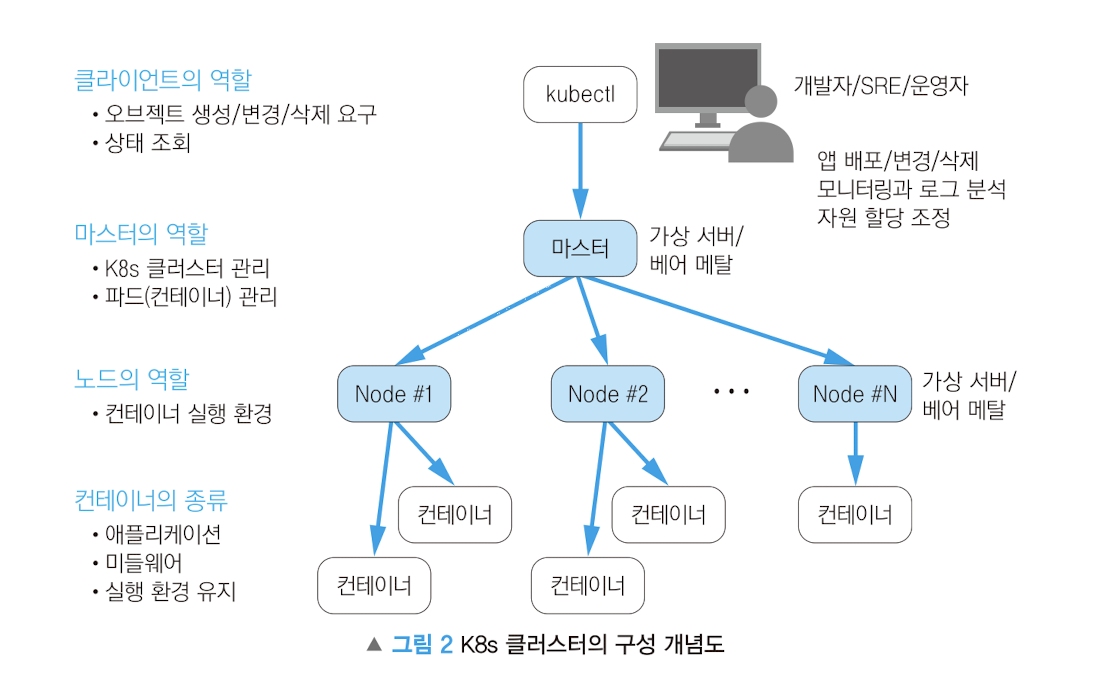 클라이언트의 역할
• 오브젝트 생성/변경/삭제 요구
• 상태 조회
kubectl
개발자/SRE/운영자
앱 배포/변경/삭제
모니터링과 로그 분석
자원 할당 조정
마스터의 역할
• K8s 클러스터 관리
• 파드(컨테이너) 관리
마스터
가상 서버/
베어 메탈
노드의 역할
• 컨테이너 실행 환경
Node #1
Node #2
• • •
Node #N
가상 서버/
베어 메탈
컨테이너의 종류
• 애플리케이션
• 미들웨어
• 실행 환경 유지
컨테이너
컨테이너
컨테이너
컨테이너
컨테이너
▲ 그림 2 K8s 클러스터의 구성 개념도